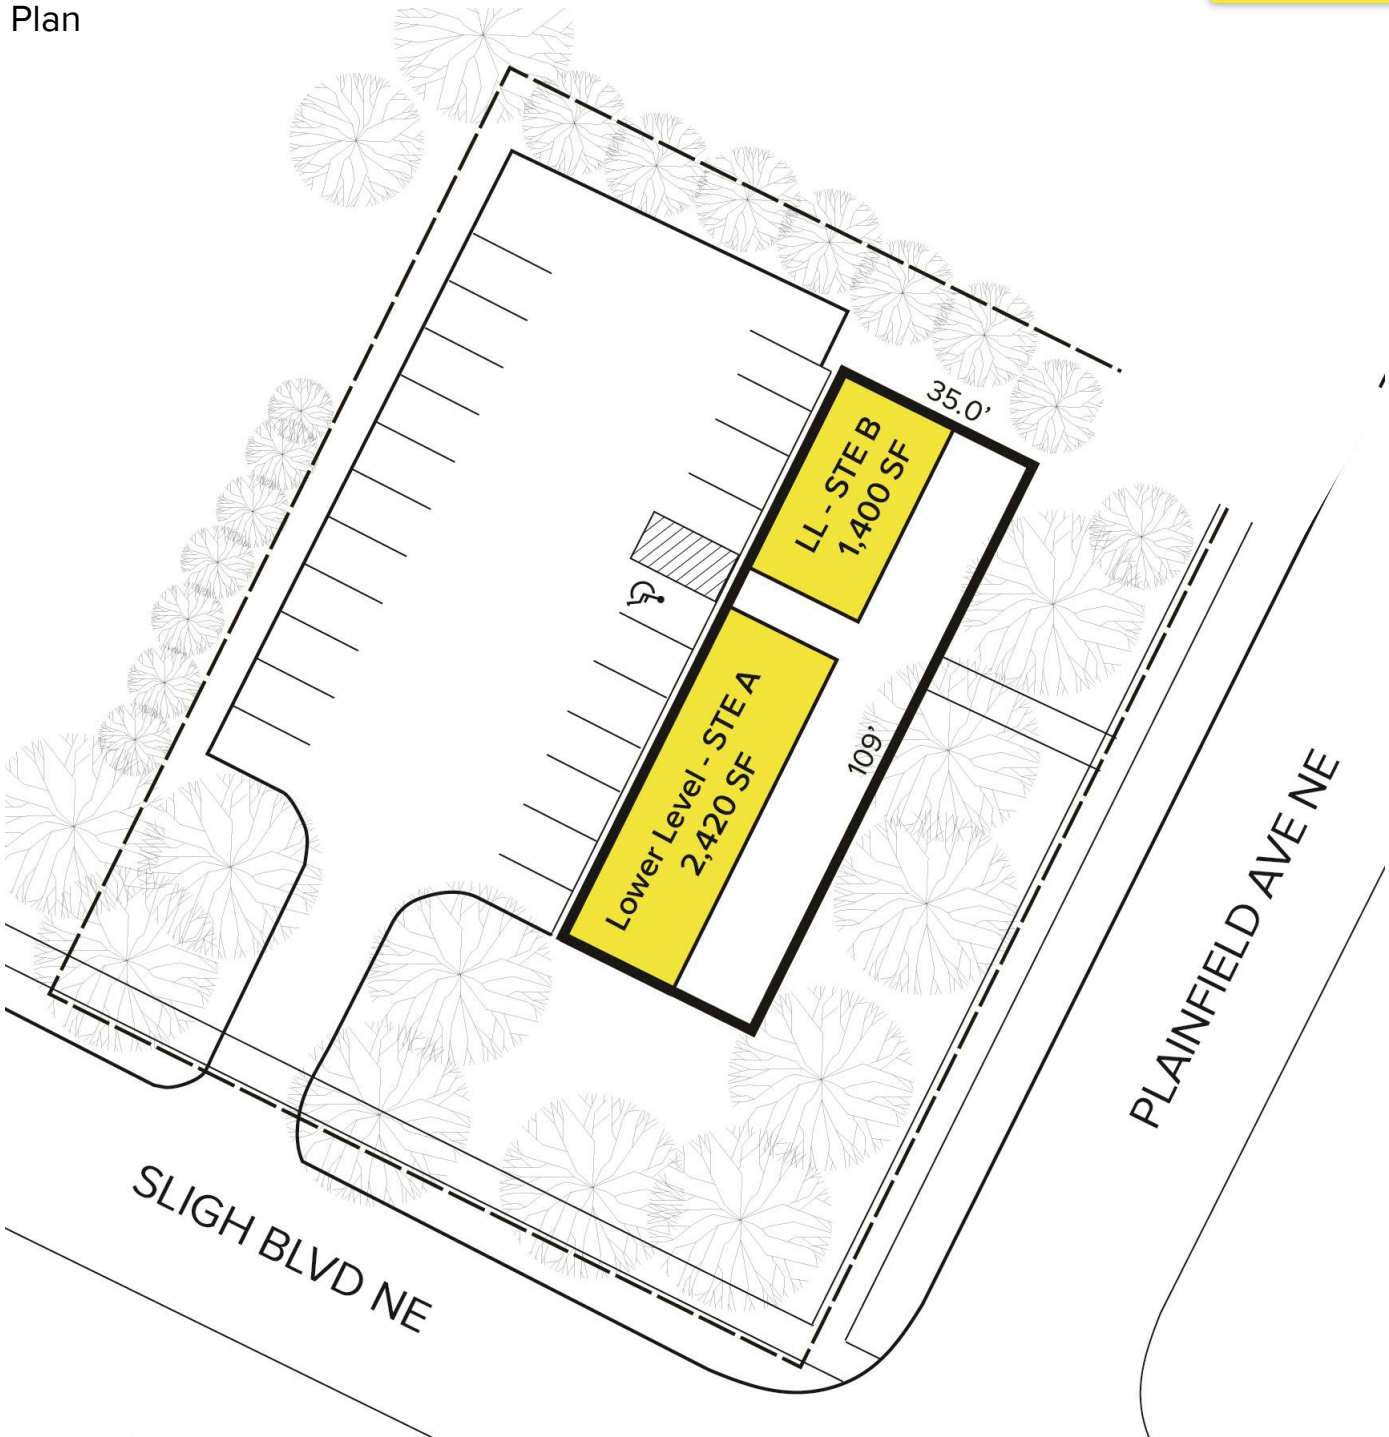 Plan
35.0’
LL - STE B
1,400 SF
Lower Level - STE A
2,420 SF
109’
PLAINFIELD AVE NE
SLIGH BLVD NE